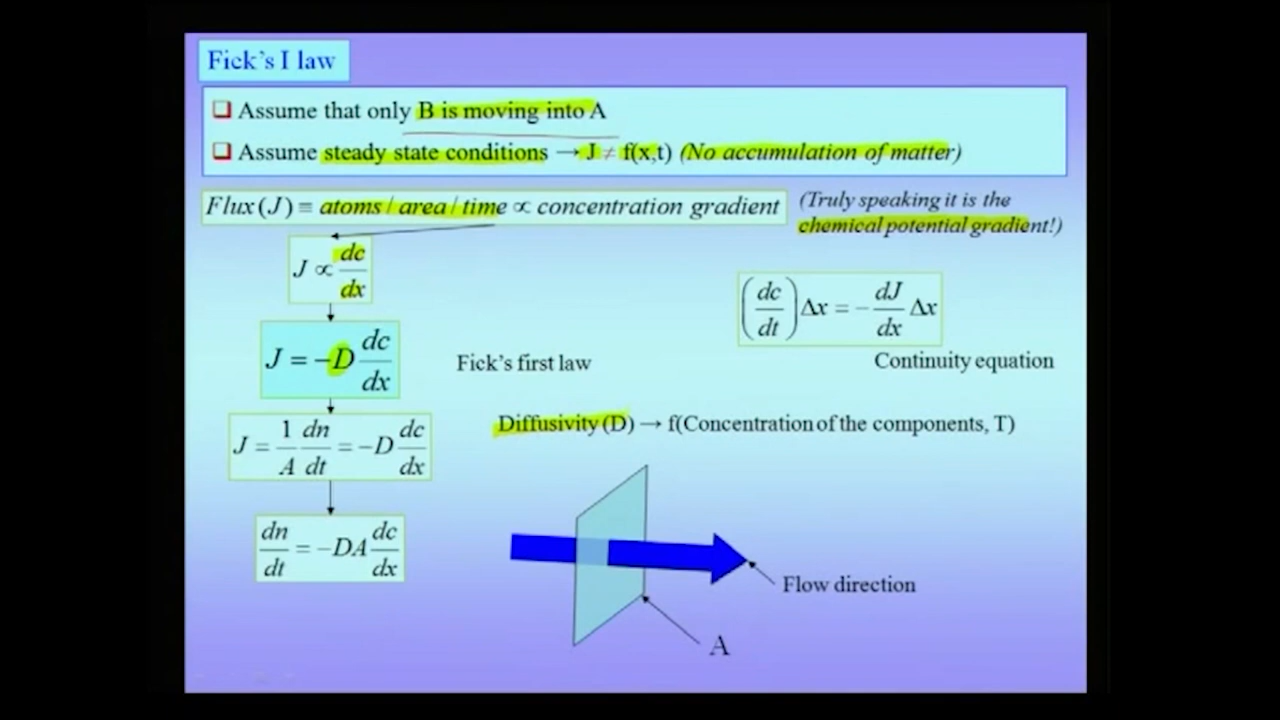 Fick's I law
❑ Assume that only B is moving into A
❑ Assume steady state conditions → J ≠ f(x,t) (No accumulation of matter)
Flux (J) ≡ atoms / area / time ∝ concentration gradient
(Truly speaking it is the
chemical potential gradient!)
J ∝ dc/dx
(dc/dt) Δx = − dJ/dx Δx
J = −D dc/dx
Fick's first law
Continuity equation
J = 1/A dn/dt = −D dc/dx
Diffusivity (D) → f(Concentration of the components, T)
dn/dt = −DA dc/dx
Flow direction
A